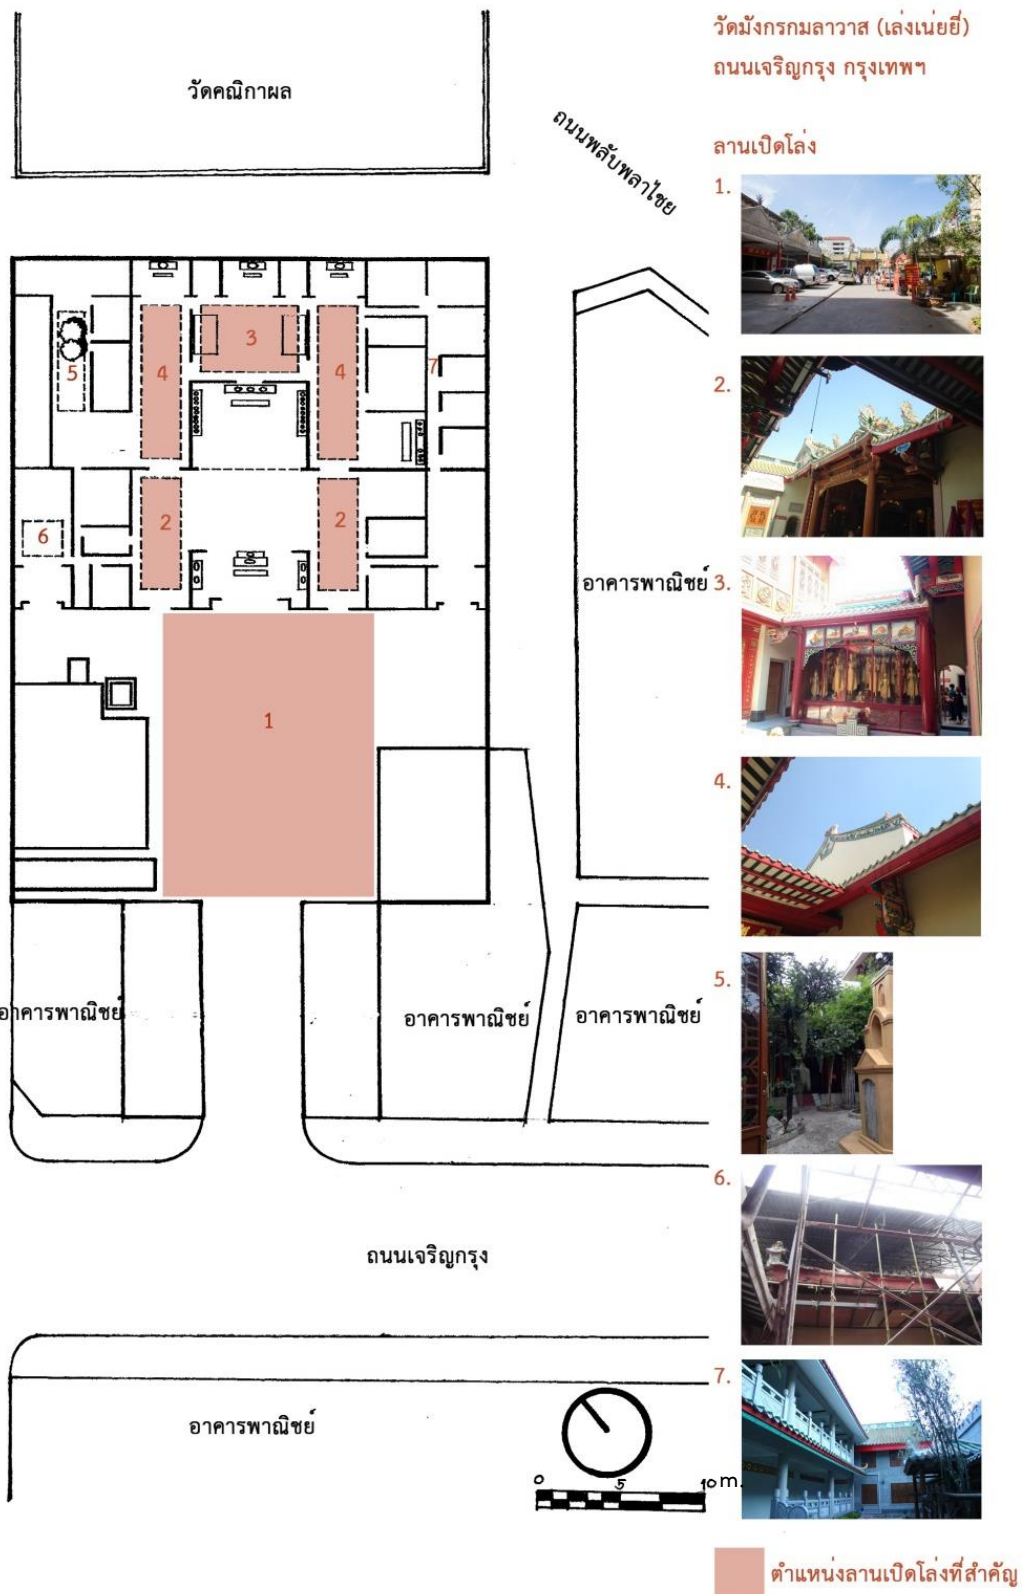 วัดมังกรกมลาวาส (เล่งเน่ยยี่)
ถนนเจริญกรุง กรุงเทพฯ
วัดคณิกาผล
ถนนพลับพลาไชย
ลานเปิดโล่ง
1.
2.
3.
4.
5.
6.
7.
3
4
4
5
7
2
2
6
1
อาคารพาณิชย์
อาคารพาณิชย์
อาคารพาณิชย์
อาคารพาณิชย์
ถนนเจริญกรุง
อาคารพาณิชย์
0 5 10 m.
ตำแหน่งลานเปิดโล่งที่สำคัญ